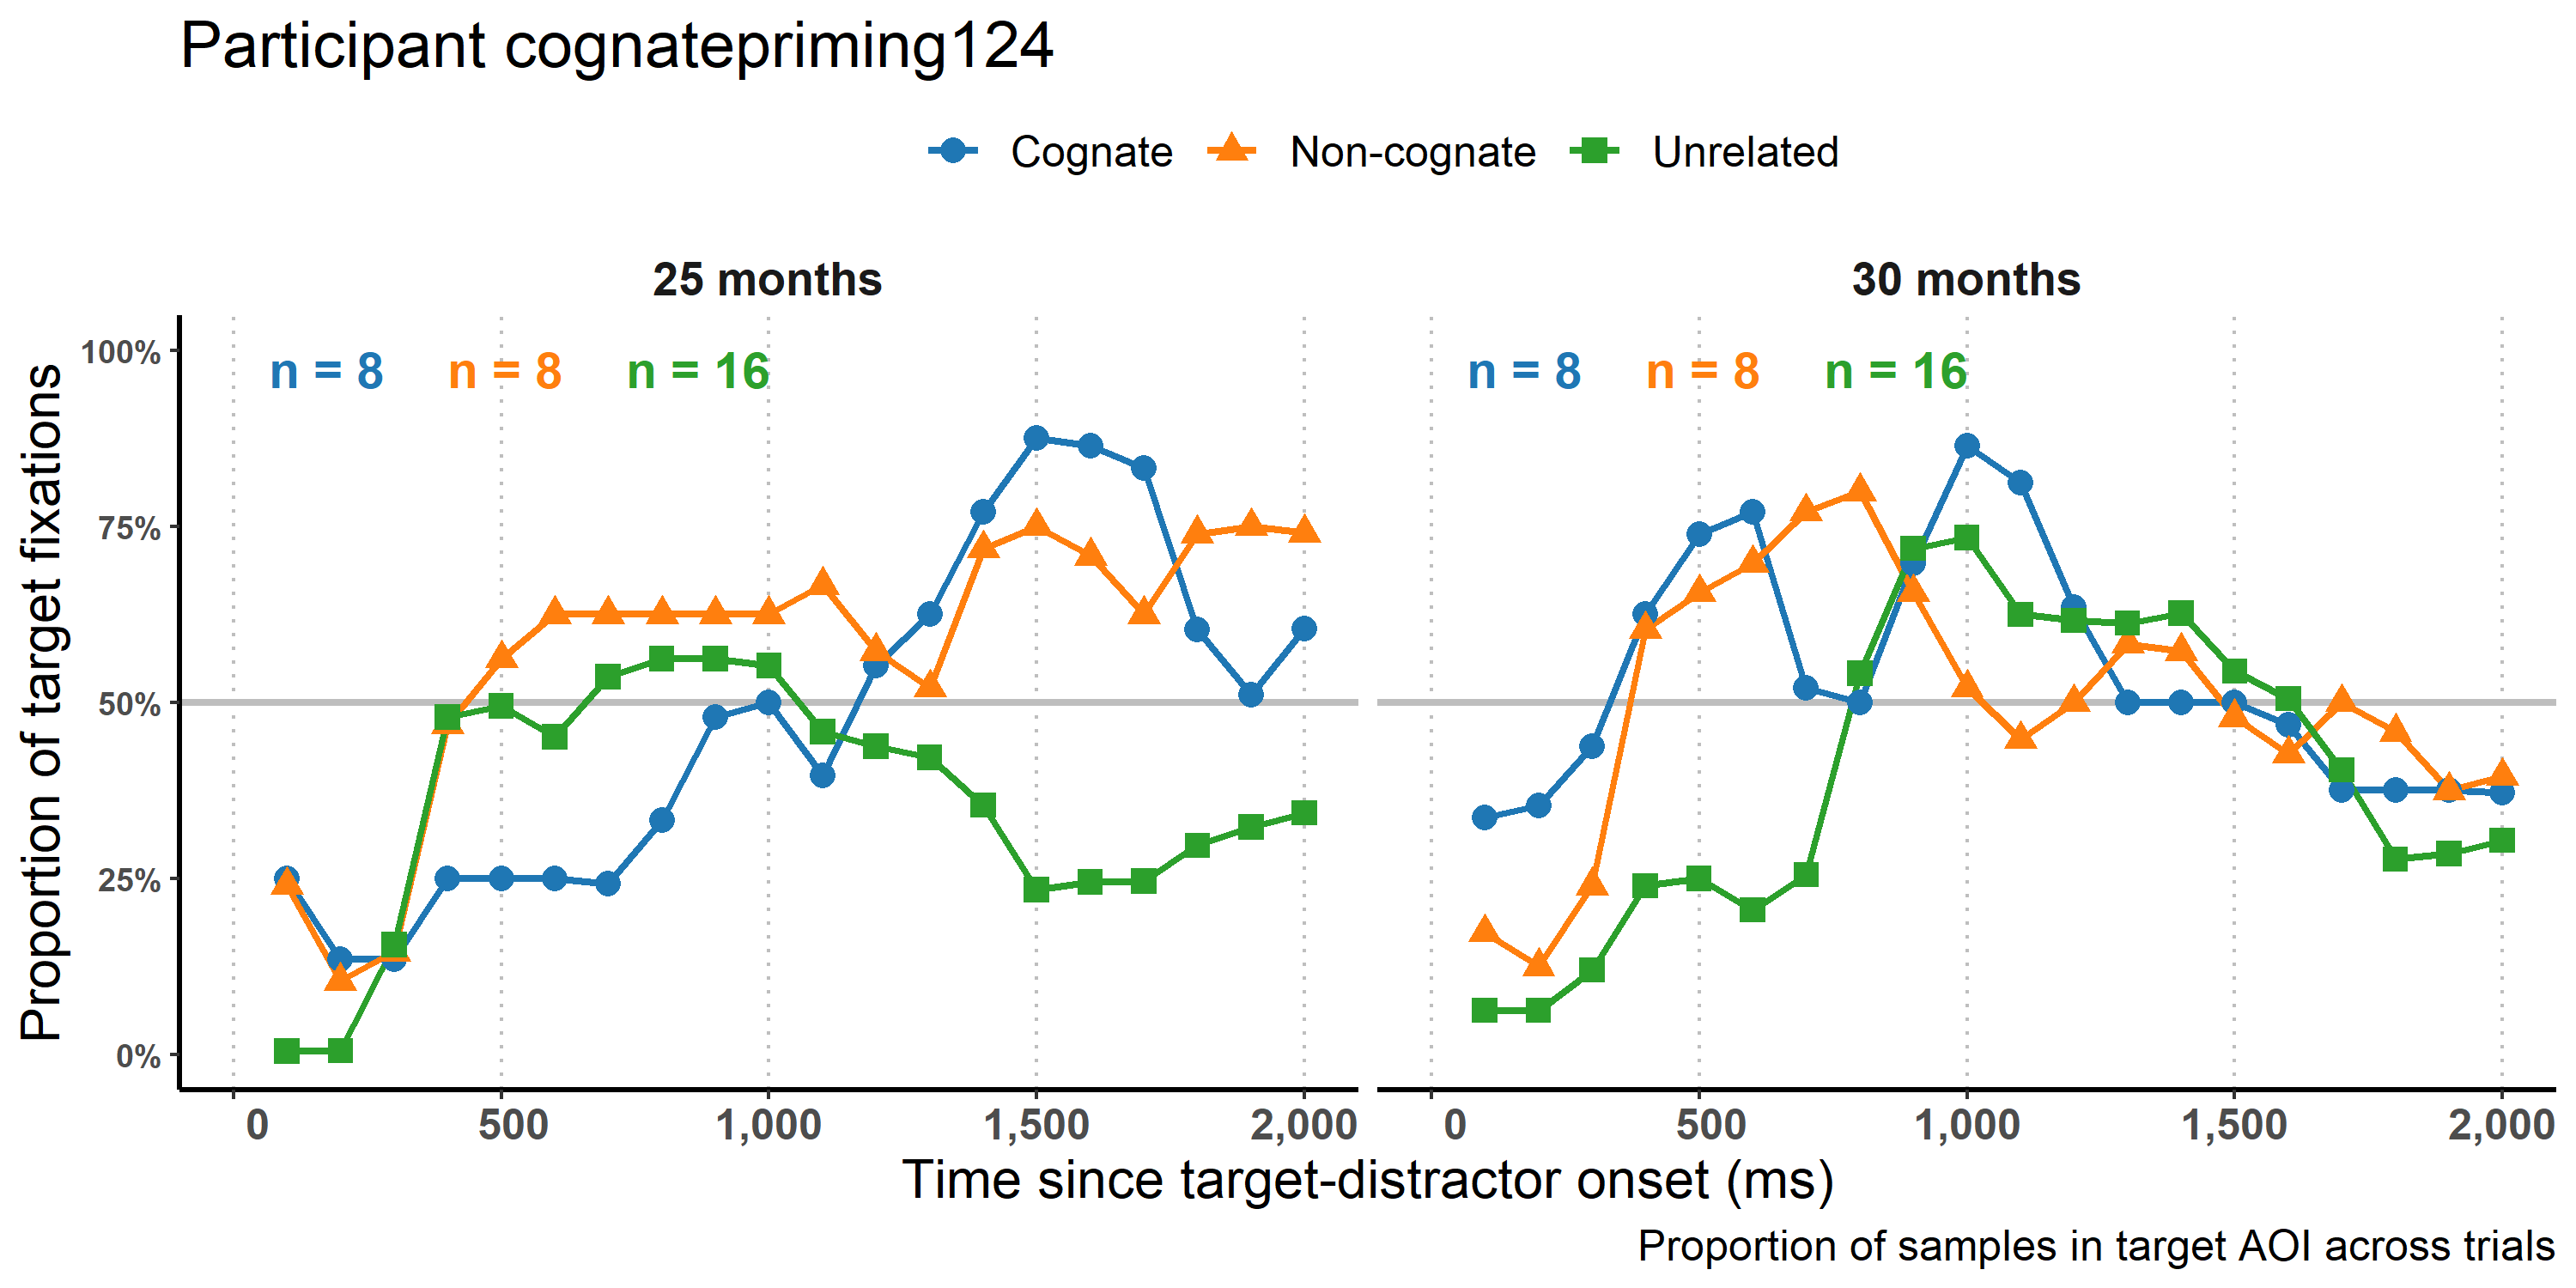 Participant cognatepriming124
Cognate Non-cognate Unrelated
25 months 30 months
100%
75%
50%
25%
0%
Proportion of target fixations
n = 8 n = 8 n = 16
n = 8 n = 8 n = 16
0 500 1,000 1,500 2,000
0 500 1,000 1,500 2,000
Time since target-distractor onset (ms)
Proportion of samples in target AOI across trials